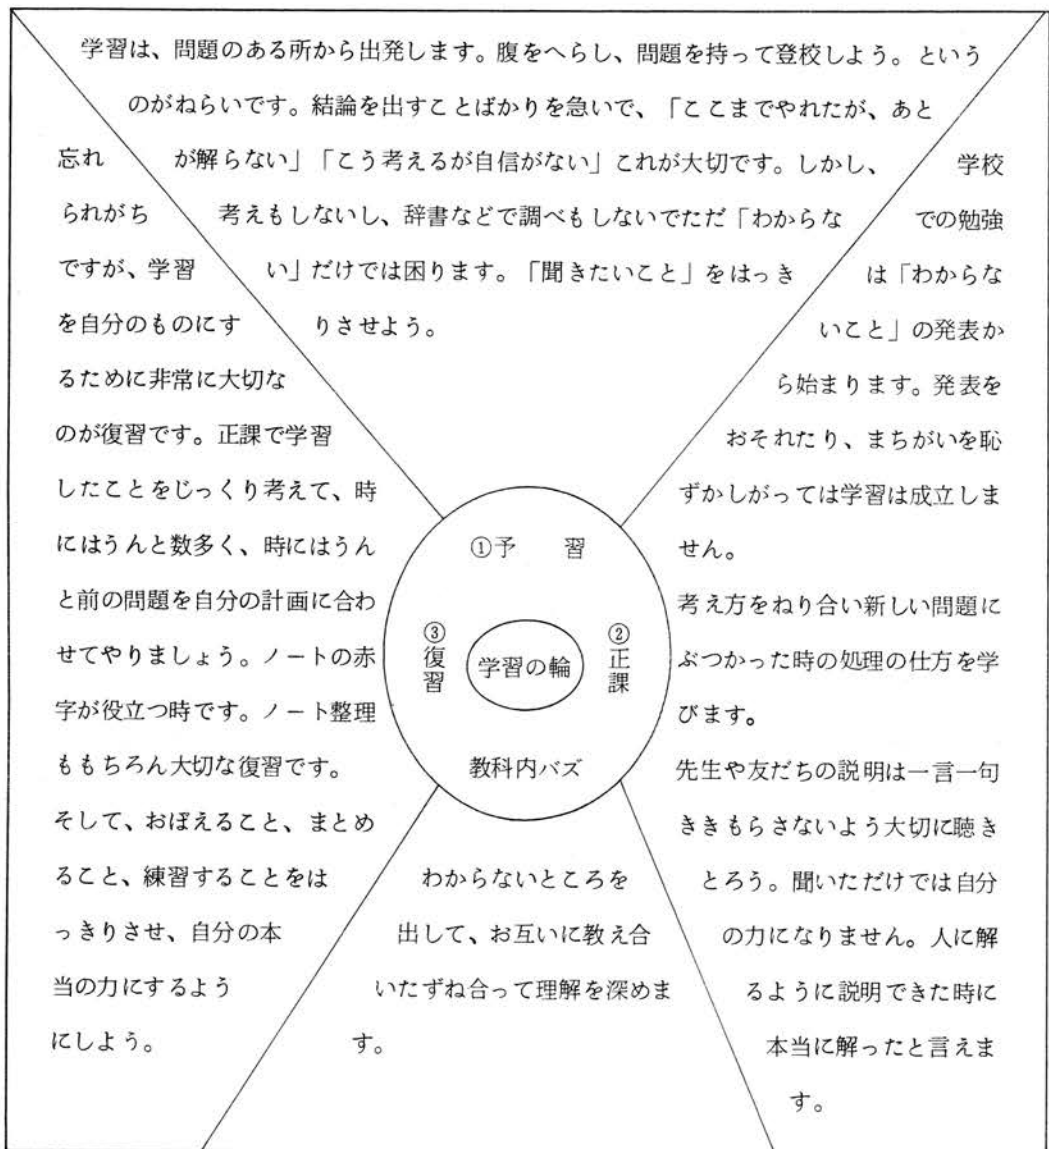 学習は、問題のある所から出発します。腹をへらし、問題を持って登校しよう。という
のがねらいです。結論を出すことばかりを急いで、「ここまでやれたが、あと
が解らない」「こう考えるが自信がない」これが大切です。しかし、
考えもしないし、辞書などで調べもしないでただ「わからな
い」だけでは困ります。「聞きたいこと」をはっき
りさせよう。
学校
での勉強
は「わからな
いこと」の発表か
ら始まります。発表を
おそれたり、まちがいを恥
ずかしがっては学習は成立しま
せん。
考え方をねり合い新しい問題に
ぶつかった時の処理の仕方を学
びます。
先生や友だちの説明は一言一句
ききもらさないよう大切に聴き
とろう。聞いただけでは自分
の力になりません。人に解
るように説明できた時に
本当に解ったと言えま
す。
わからないところを
出して、お互いに教え合
いたずね合って理解を深めま
す。
忘れ
られがち
ですが、学習
を自分のものにす
るために非常に大切な
のが復習です。正課で学習
したことをじっくり考えて、時
にはうんと数多く、時にはうん
と前の問題を自分の計画に合わ
せてやりましょう。ノートの赤
字が役立つ時です。ノート整理
ももちろん大切な復習です。
そして、おぼえること、まとめ
ること、練習することをは
っきりさせ、自分の本
当の力にするよう
にしよう。
①予　習
②正課
③復習
学習の輪
教科内バズ